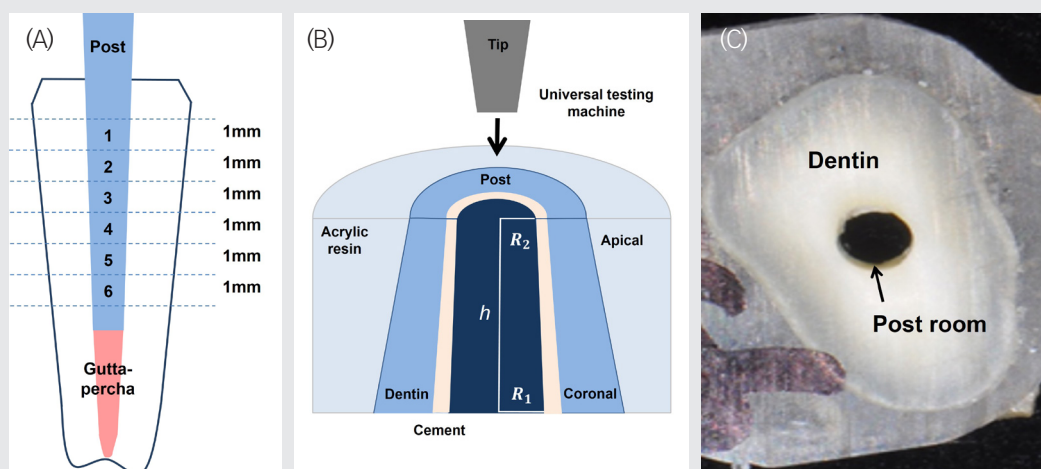 (A)
Post
1
1mm
2
1mm
3
1mm
4
1mm
5
1mm
6
1mm
Gutta-
percha
(B)
Tip
Universal testing
machine
Post
Acrylic
resin
R₂
Apical
h
Dentin
R₁
Coronal
Cement
(C)
Dentin
Post room